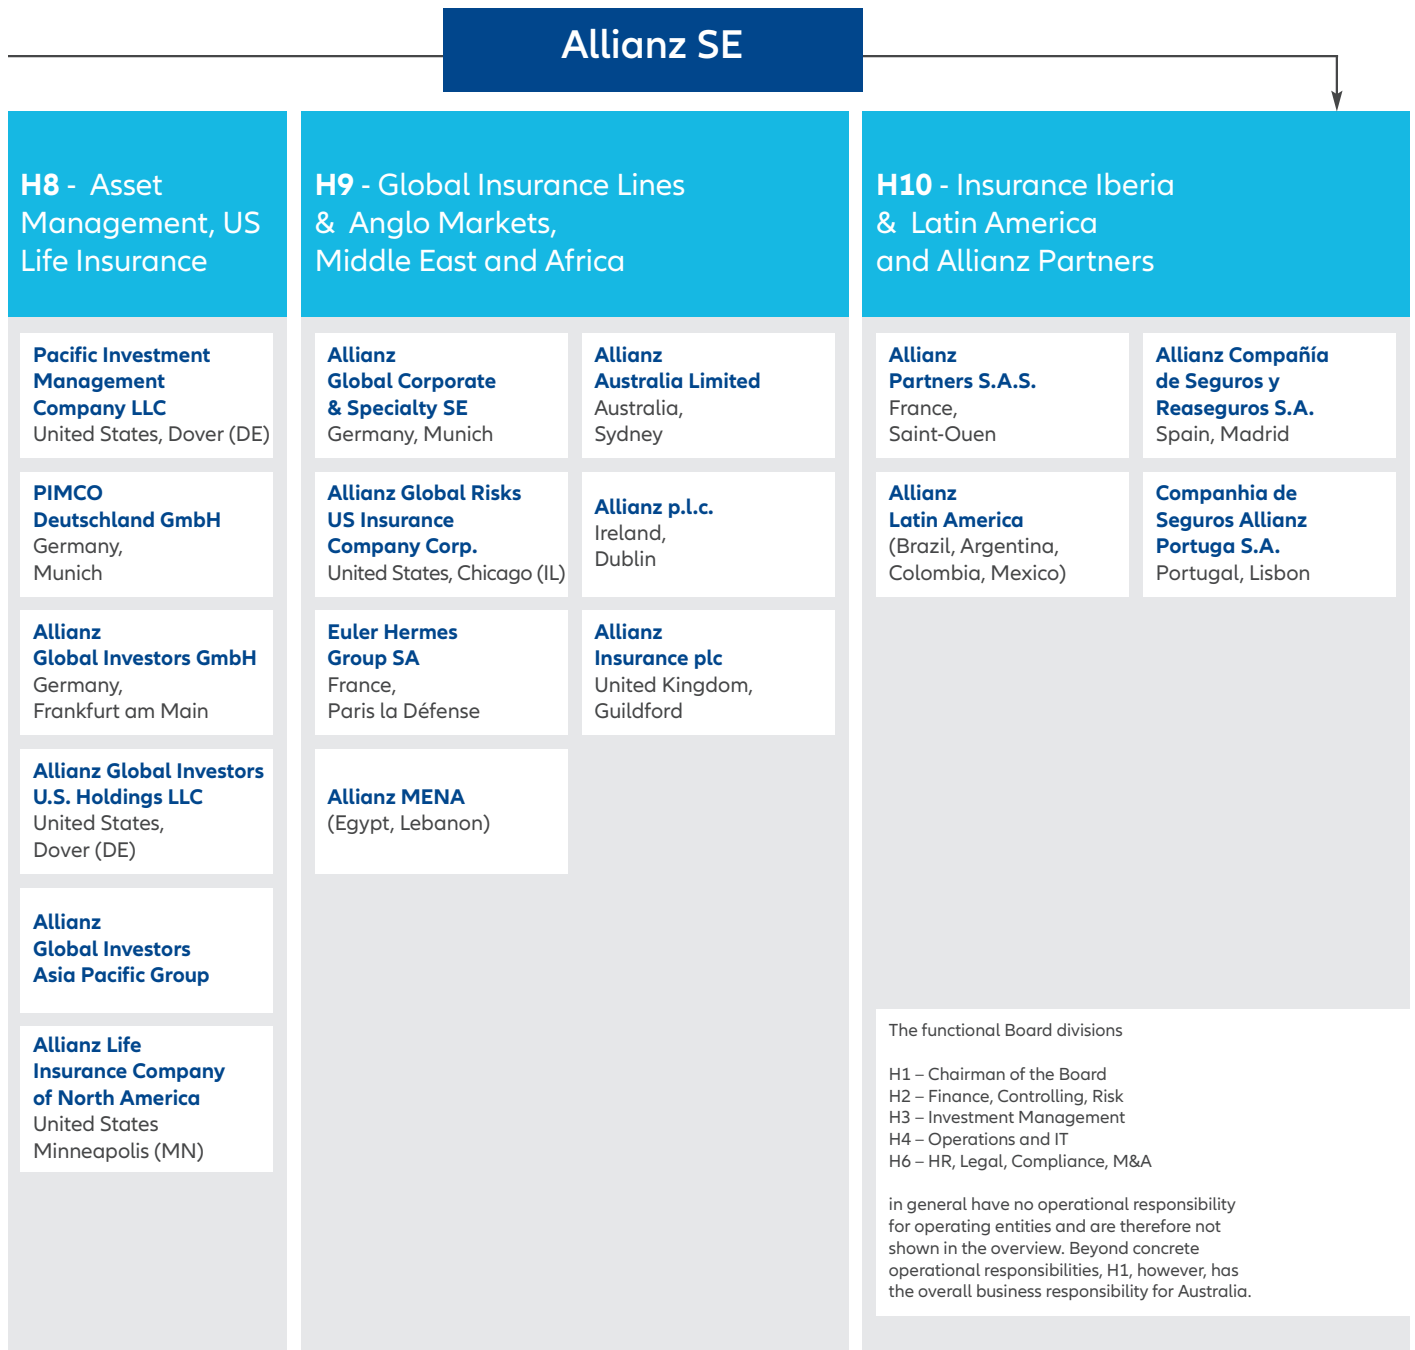 Allianz SE
H8 - Asset
Management, US
Life Insurance
Pacific Investment
Management
Company LLC
United States, Dover (DE)
PIMCO
Deutschland GmbH
Germany,
Munich
Allianz
Global Investors GmbH
Germany,
Frankfurt am Main
Allianz Global Investors
U.S. Holdings LLC
United States,
Dover (DE)
Allianz
Global Investors
Asia Pacific Group
Allianz Life
Insurance Company
of North America
United States
Minneapolis (MN)
H9 - Global Insurance Lines
& Anglo Markets,
Middle East and Africa
Allianz
Global Corporate
& Specialty SE
Germany, Munich
Allianz Global Risks
US Insurance
Company Corp.
United States, Chicago (IL)
Euler Hermes
Group SA
France,
Paris la Défense
Allianz MENA
(Egypt, Lebanon)
Allianz
Australia Limited
Australia,
Sydney
Allianz p.l.c.
Ireland,
Dublin
Allianz
Insurance plc
United Kingdom,
Guildford
H10 - Insurance Iberia
& Latin America
and Allianz Partners
Allianz
Partners S.A.S.
France,
Saint-Ouen
Allianz
Latin America
(Brazil, Argentina,
Colombia, Mexico)
Allianz Compañía
de Seguros y
Reaseguros S.A.
Spain, Madrid
Companhia de
Seguros Allianz
Portuga S.A.
Portugal, Lisbon
The functional Board divisions
H1 – Chairman of the Board
H2 – Finance, Controlling, Risk
H3 – Investment Management
H4 – Operations and IT
H6 – HR, Legal, Compliance, M&A
in general have no operational responsibility
for operating entities and are therefore not
shown in the overview. Beyond concrete
operational responsibilities, H1, however, has
the overall business responsibility for Australia.